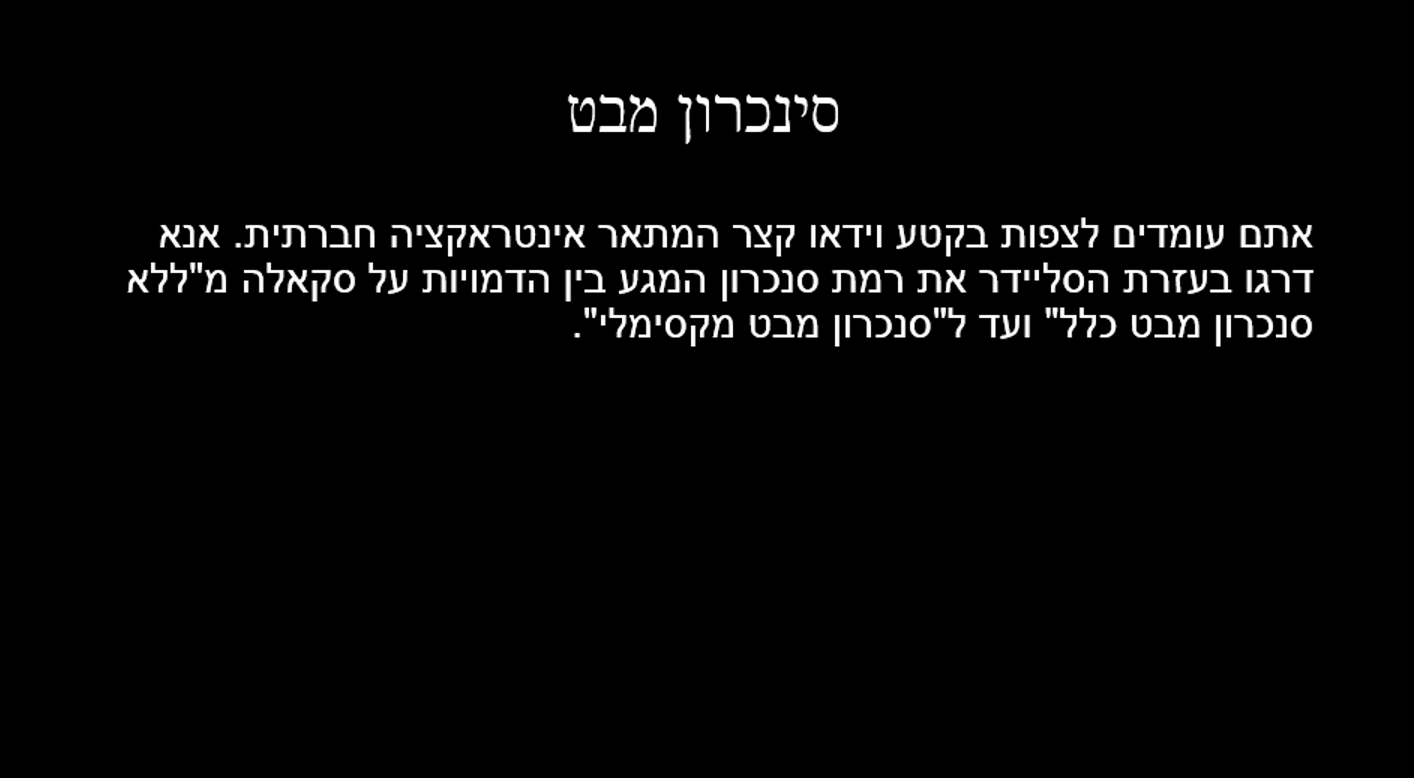 סינכרון מבט
אתם עומדים לצפות בקטע וידאו קצר המתאר אינטראקציה חברתית. אנא
דרגו בעזרת הסליידר את רמת סנכרון המגע בין הדמויות על סקאלה מ"ללא
סנכרון מבט כלל" ועד ל"סנכרון מבט מקסימלי".